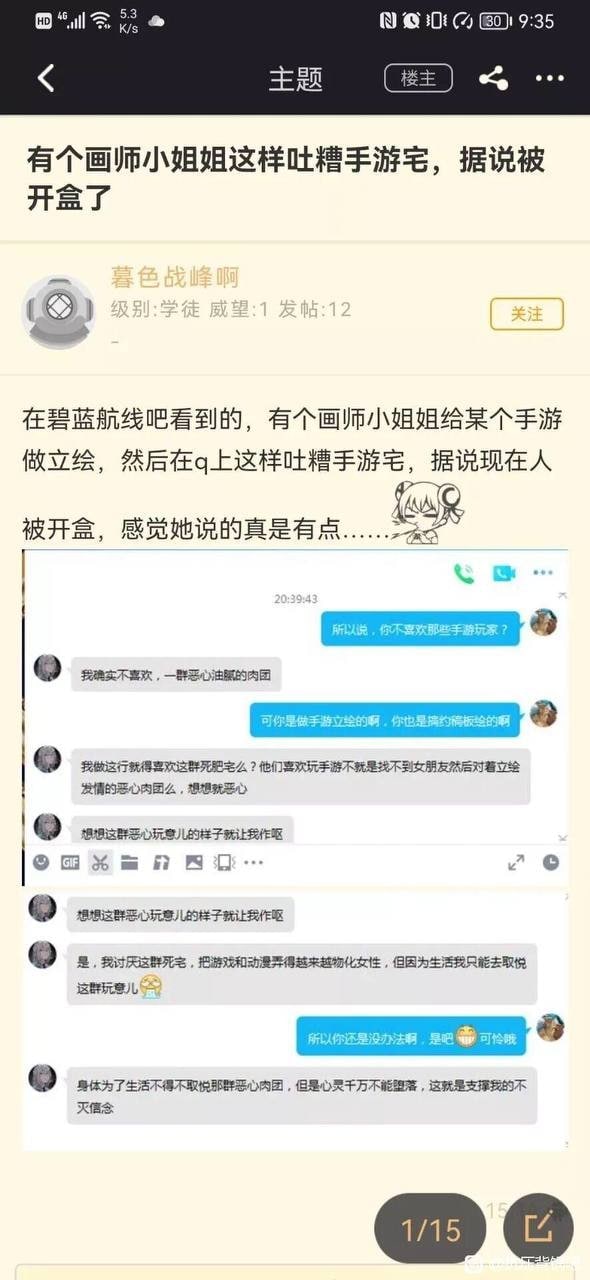 HD 4G 5.3 K/s 30 9:35
主题
楼主
有个画师小姐姐这样吐糟手游宅，据说被
开盒了
暮色战峰啊
级别:学徒 威望:1 发帖:12
关注
在碧蓝航线吧看到的，有个画师小姐姐给某个手游
做立绘，然后在q上这样吐糟手游宅，据说现在人
被开盒，感觉她说的真是有点……
20:39:43
所以说，你不喜欢那些手游玩家？
我确实不喜欢，一群恶心油腻的肉团
可你是做手游立绘的啊，你也是搞约稿板绘的啊
我做这行就得喜欢这群死肥宅么？他们喜欢玩手游不就是找不到女朋友然后对着立绘
发情的恶心肉团么，想想就恶心
想想这群恶心玩意儿的样子就让我作呕
GIF
想想这群恶心玩意儿的样子就让我作呕
是，我讨厌这群死宅，把游戏和动漫弄得越来越物化女性，但因为生活我只能去取悦
这群玩意儿
所以你还是没办法啊，是吧 可怜哦
身体为了生活不得不取悦那群恶心肉团，但是心灵千万不能堕落，这就是支撑我的不
灭信念
1/15